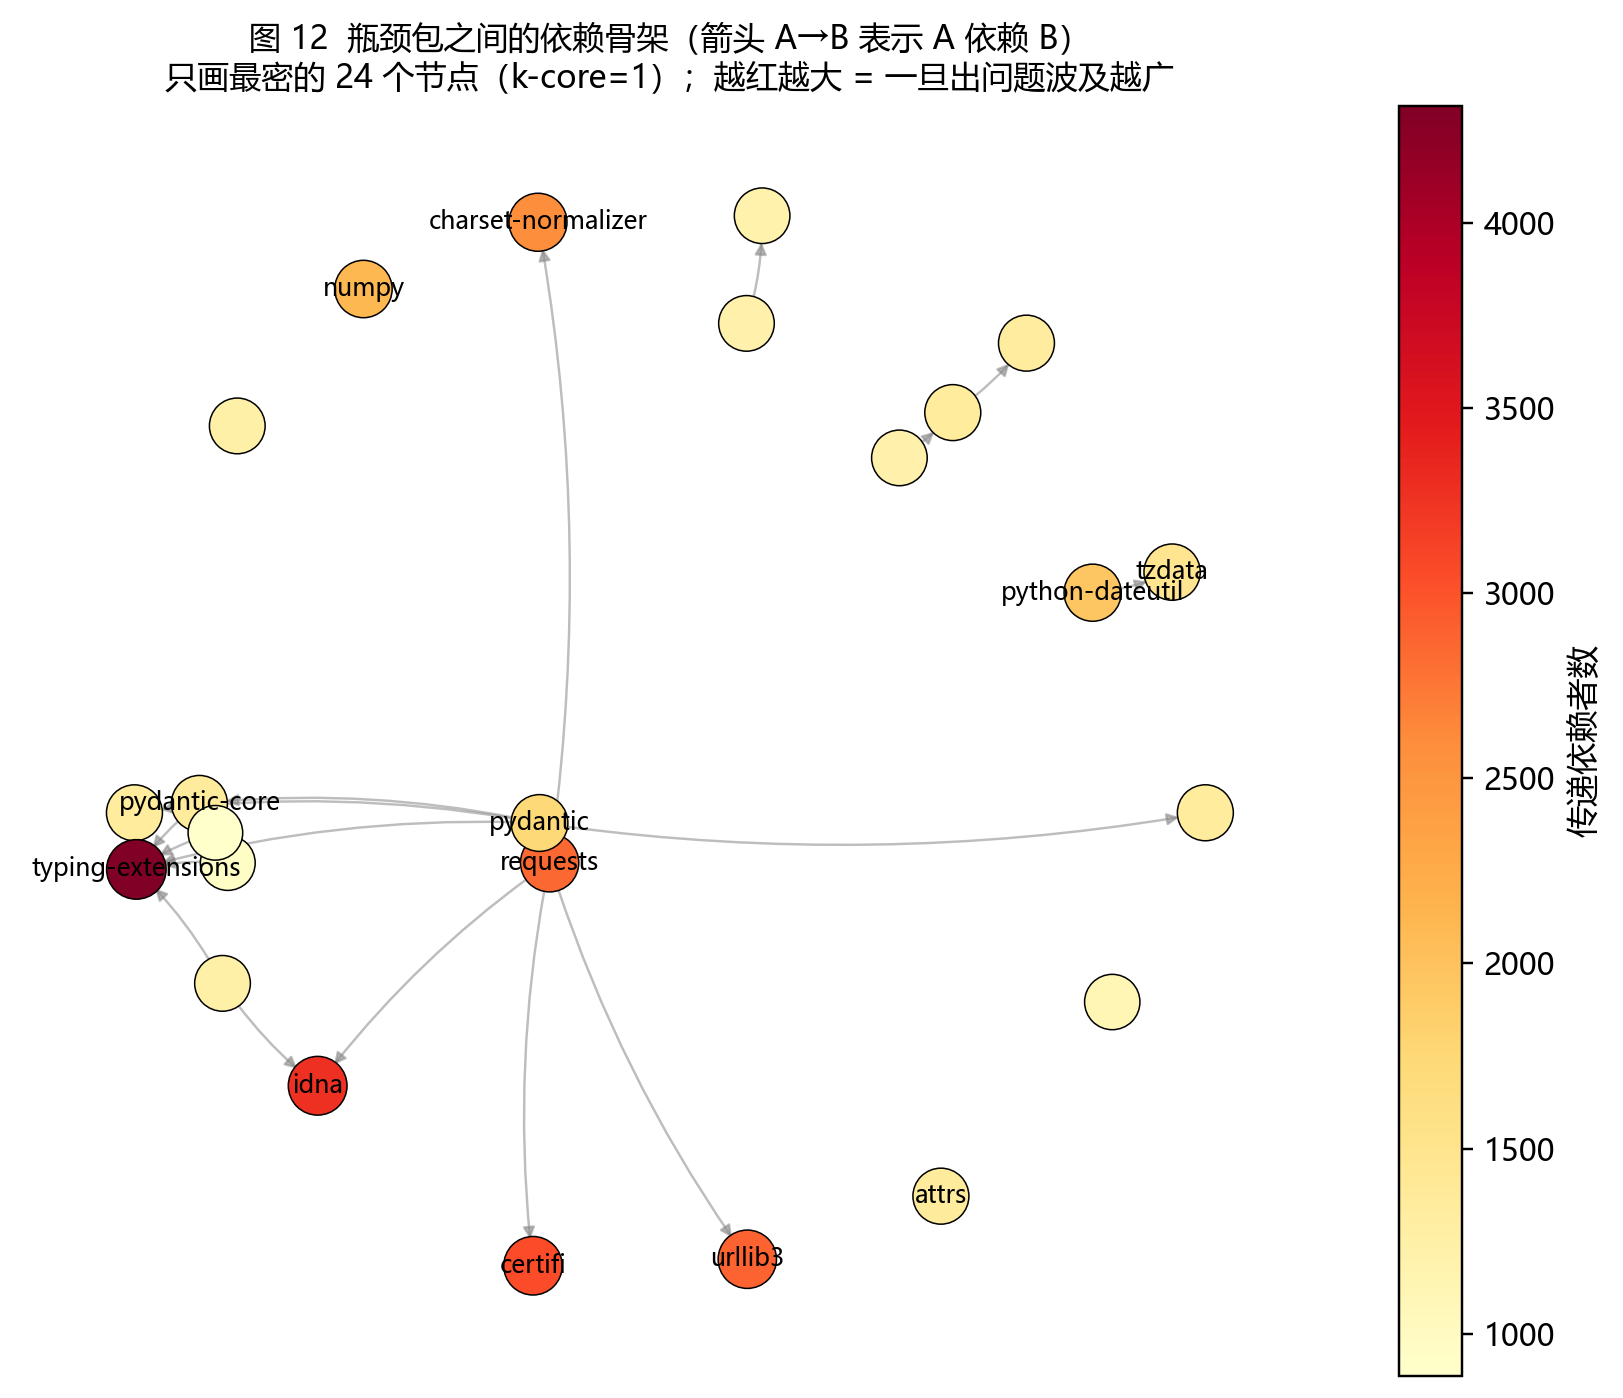 图 12  瓶颈包之间的依赖骨架（箭头 A→B 表示 A 依赖 B）
只画最密的 24 个节点（k-core=1）；越红越大 = 一旦出问题波及越广
charset-normalizer
numpy
tzdata
python-dateutil
pydantic-core
pydantic
requests
typing-extensions
idna
attrs
certifi
urllib3
4000
3500
3000
2500
2000
1500
1000
传递依赖者数